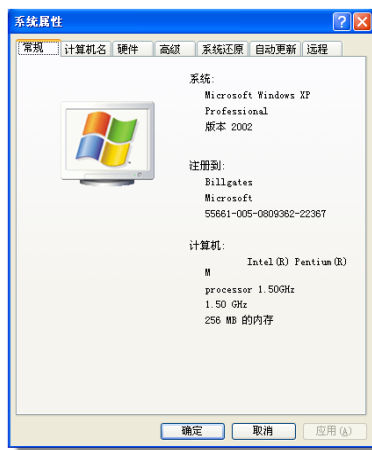 系统属性
常规 计算机名 硬件 高级 系统还原 自动更新 远程
系统:
Microsoft Windows XP
Professional
版本 2002
注册到:
Billgates
Microsoft
55661-005-0809362-22367
计算机:
Intel(R) Pentium(R)
M
processor 1.50GHz
1.50 GHz
256 MB 的内存
确定 取消 应用(A)